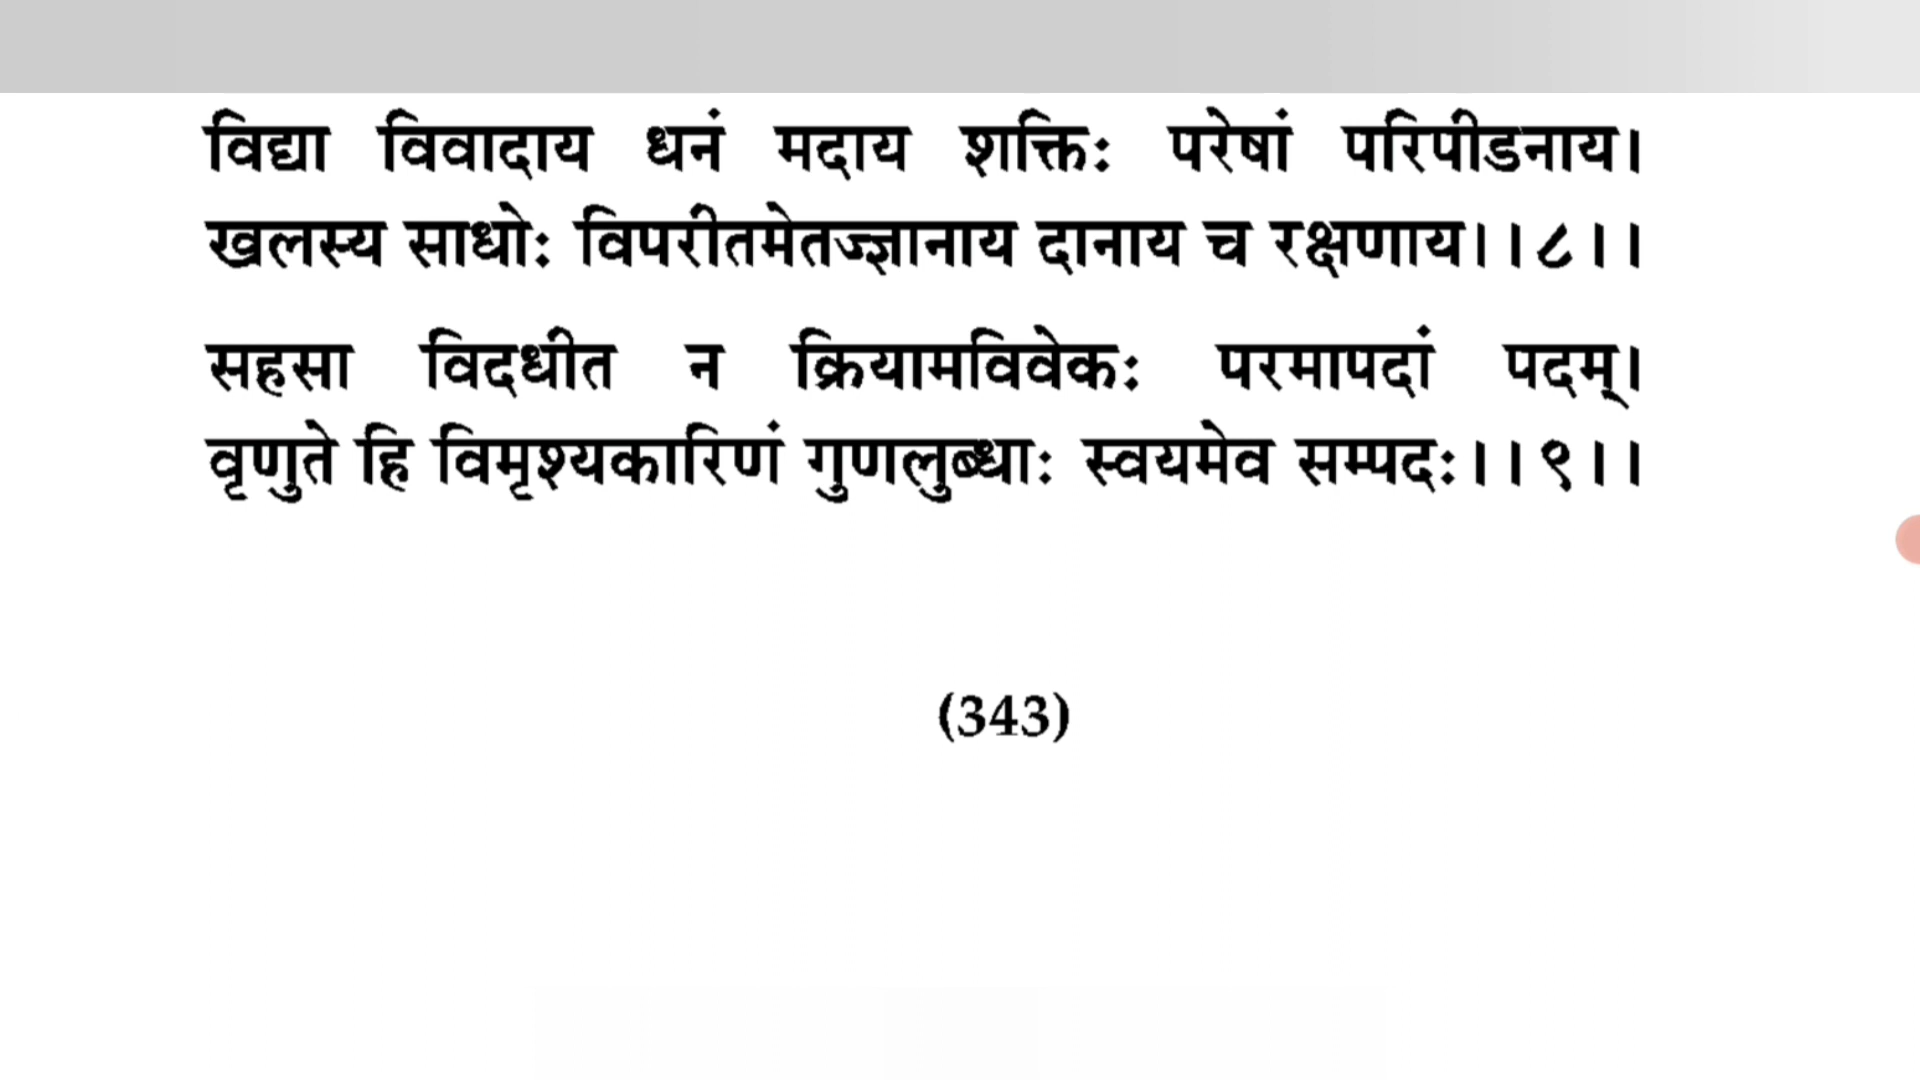 विद्या विवादाय धनं मदाय शक्तिः परेषां परिपीडनाय।
खलस्य साधोः विपरीतमेतज्ज्ञानाय दानाय च रक्षणाय।।८।।
सहसा विदधीत न क्रियामविवेकः परमापदां पदम्।
वृणुते हि विमृश्यकारिणं गुणलुब्धाः स्वयमेव सम्पदः।।९।।
(343)